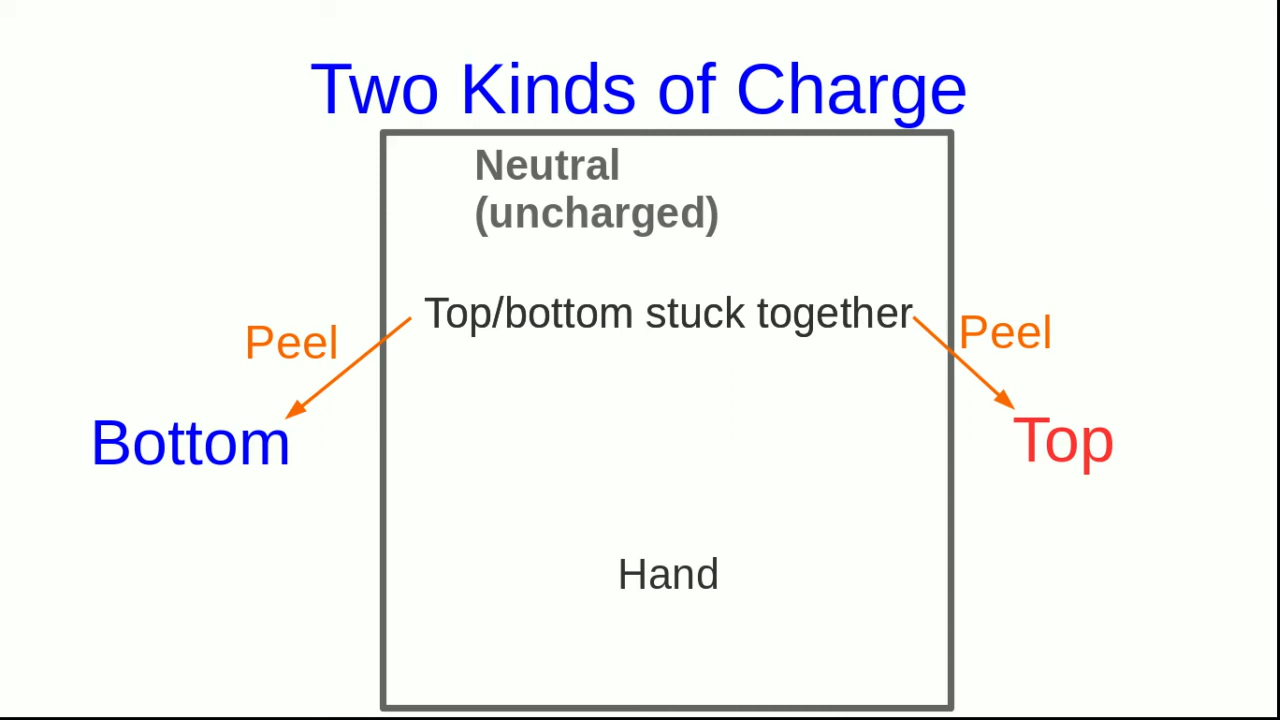 Two Kinds of Charge
Neutral
(uncharged)
Top/bottom stuck together
Peel
Peel
Bottom
Top
Hand